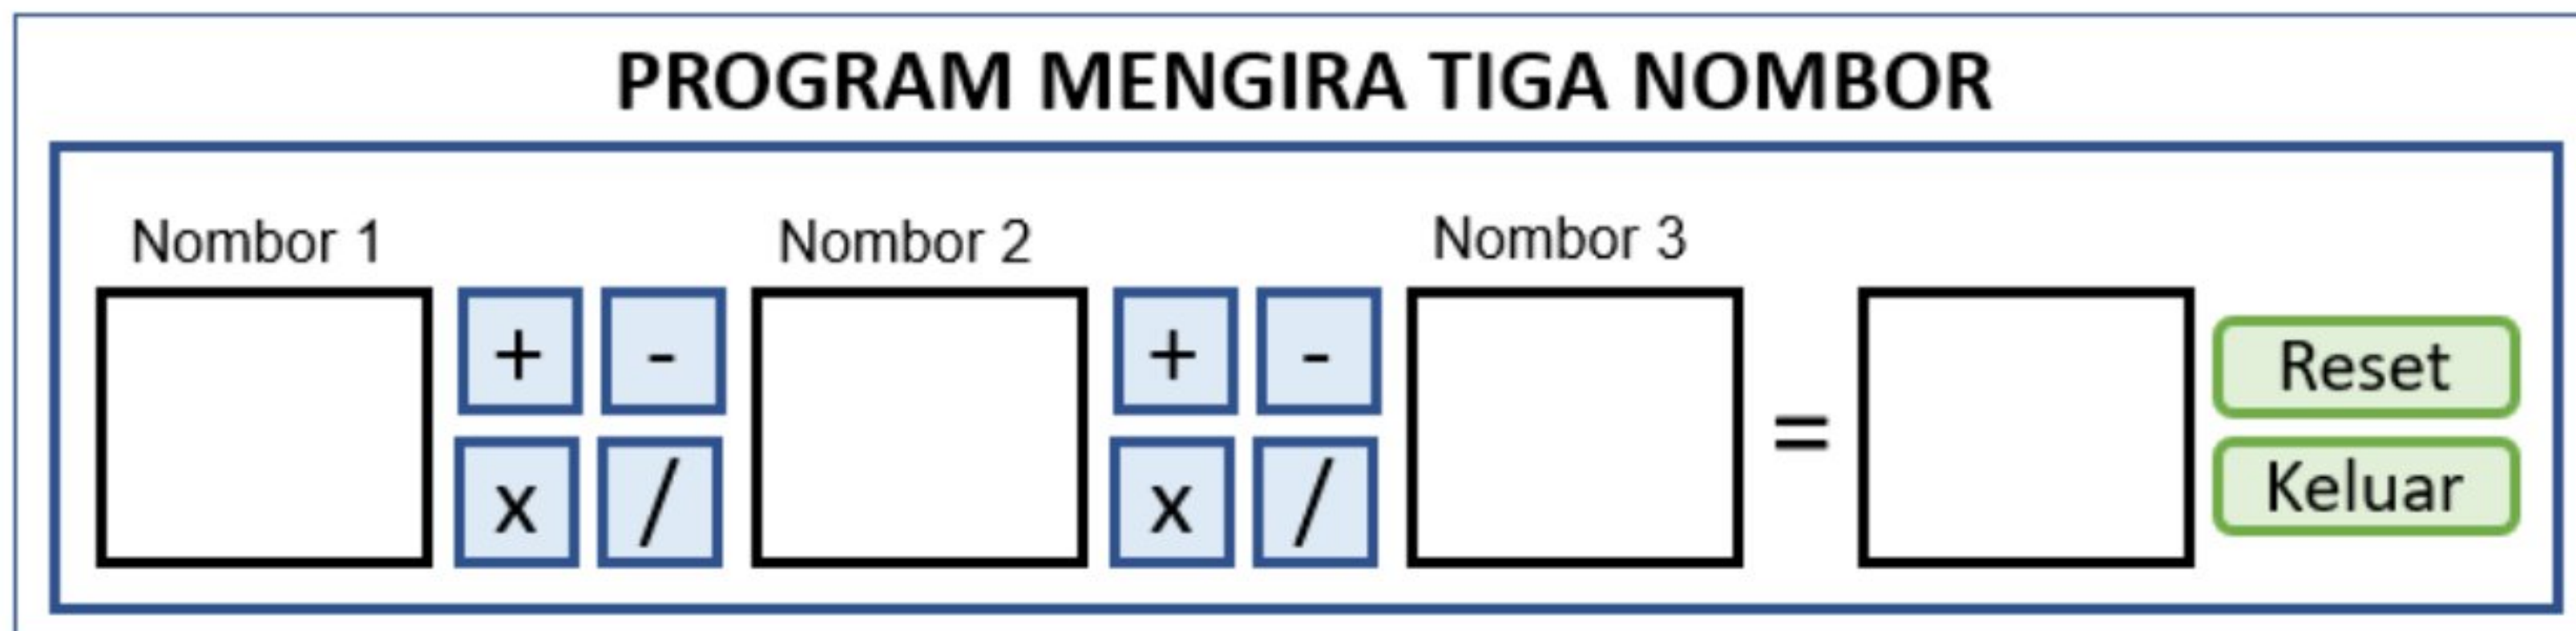 PROGRAM MENGIRA TIGA NOMBOR
Nombor 1 Nombor 2 Nombor 3
+ - + -
x / x / =
Reset
Keluar